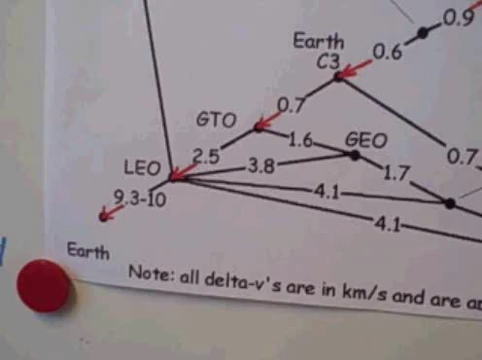 0.9
0.6
Earth
C3
0.7
GTO
1.6
GEO
0.7
2.5
LEO
3.8
1.7
4.1
9.3-10
4.1
Earth
Note: all delta-v's are in km/s and are